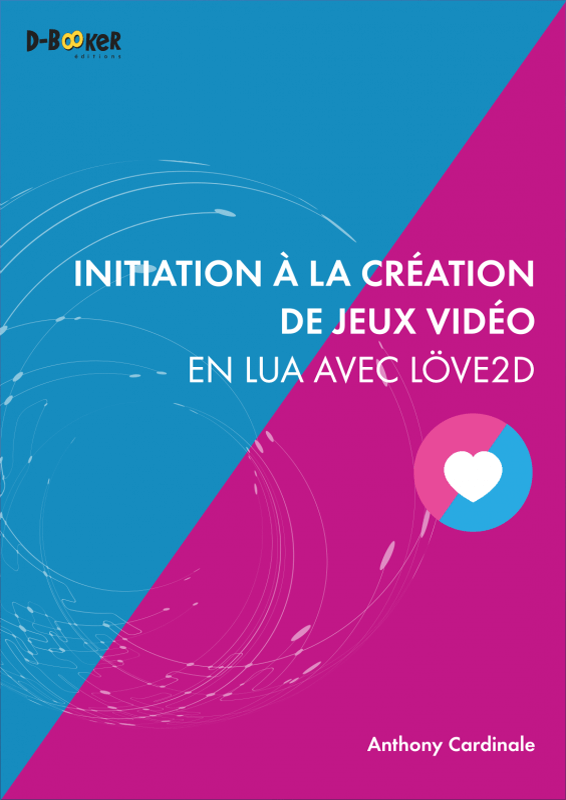 D-BOOKER
éditions
INITIATION À LA CRÉATION
DE JEUX VIDÉO
EN LUA AVEC LÖVE2D
Anthony Cardinale